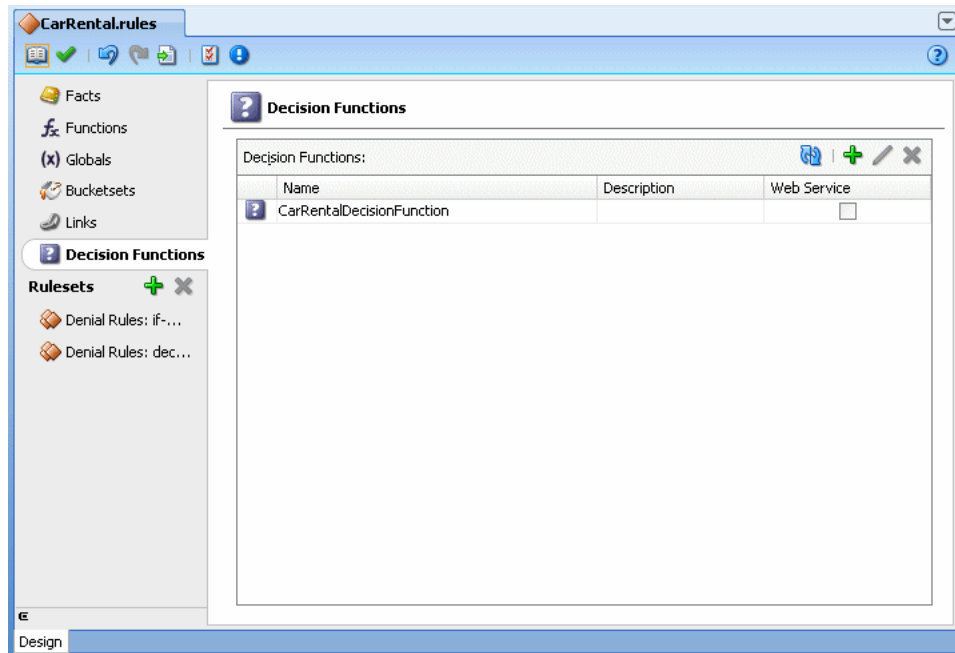 CarRental.rules
Facts
Functions
(x) Globals
Bucketsets
Links
Decision Functions
Rulesets
Denial Rules: if-...
Denial Rules: dec...
Decision Functions
Decision Functions:
Name Description Web Service
CarRentalDecisionFunction
Design